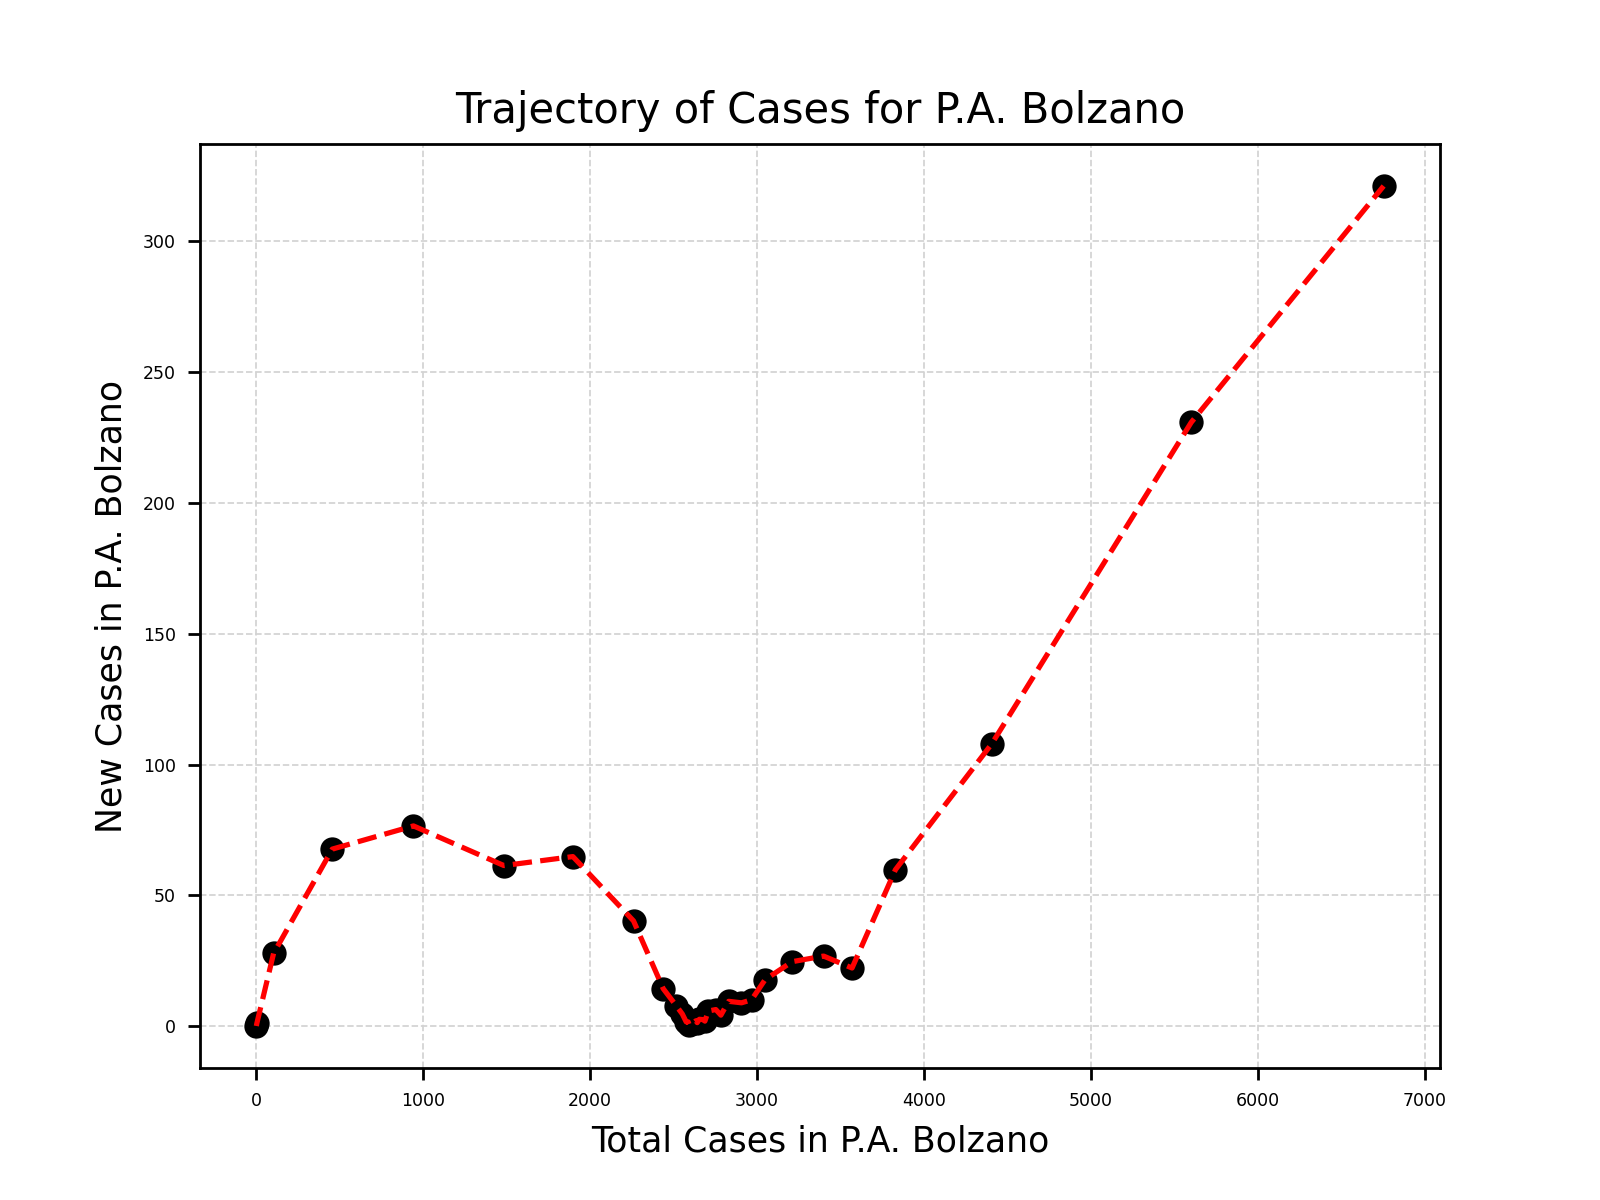 Trajectory of Cases for P.A. Bolzano
New Cases in P.A. Bolzano
300
250
200
150
100
50
0
0 1000 2000 3000 4000 5000 6000 7000
Total Cases in P.A. Bolzano